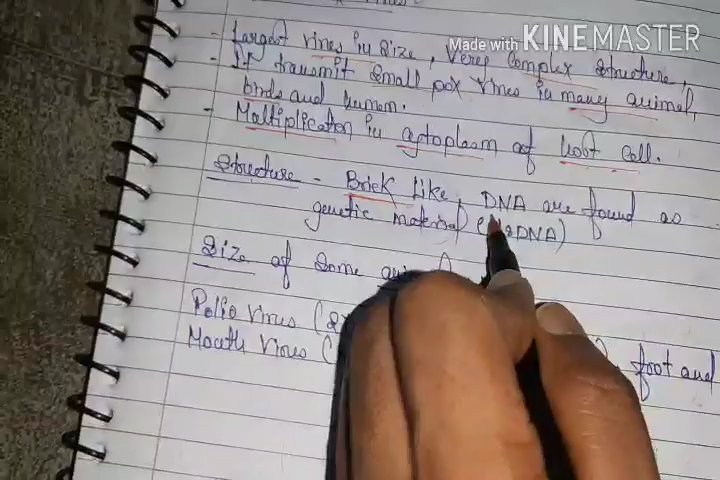 - Largest virus in size, Very Complex structure,
- It transmit Small pox virus in many animal,
birds and human.
- Multiplication in cytoplasm of host cell.
Structure - Brick like, DNA are found as
genetic material DNA)
Size of Some
Polio Virus (
Mouth Virus ( foot and
Made with KINEMASTER